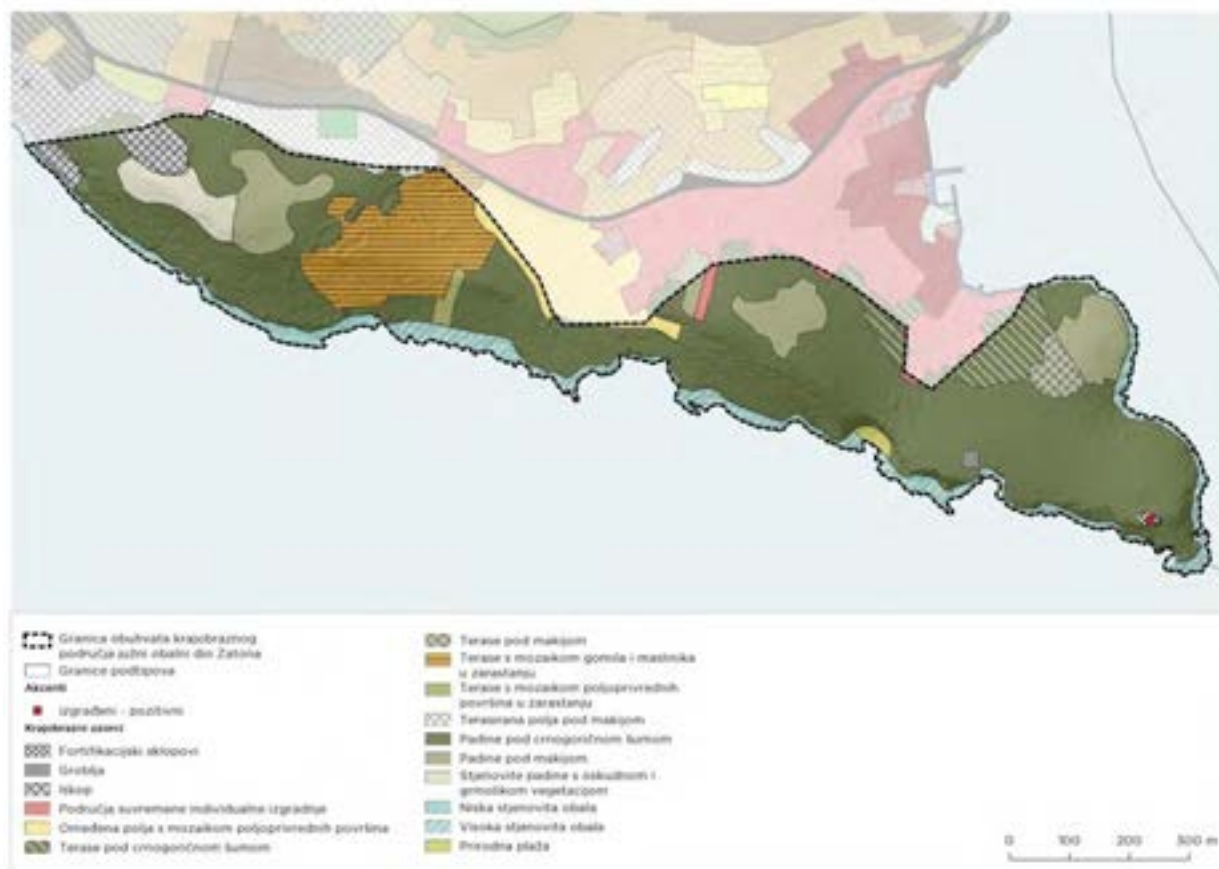 Granica obuhvata krajobraznog
područja južni obalni dio Zatona
Granice podtipova
Akcenti
izgrađeni - pozitivni
Krajobrazni uzorci
Fortifikacijski sklopovi
Groblja
Iskop
Područja suvremene individualne izgradnje
Omeđena polja s mozaikom poljoprivrednih površina
Terase pod crnogoričnom šumom
Terase pod makijom
Terase s mozaikom gomila i maslinika
u zarastanju
Terase s mozaikom poljoprivrednih
površina u zarastanju
Terasirana polja pod makijom
Padine pod crnogoričnom šumom
Padine pod makijom
Stjenovite padine s oskudnom i
grmolikom vegetacijom
Niska stjenovita obala
Visoka stjenovita obala
Prirodna plaža
0 100 200 300 m